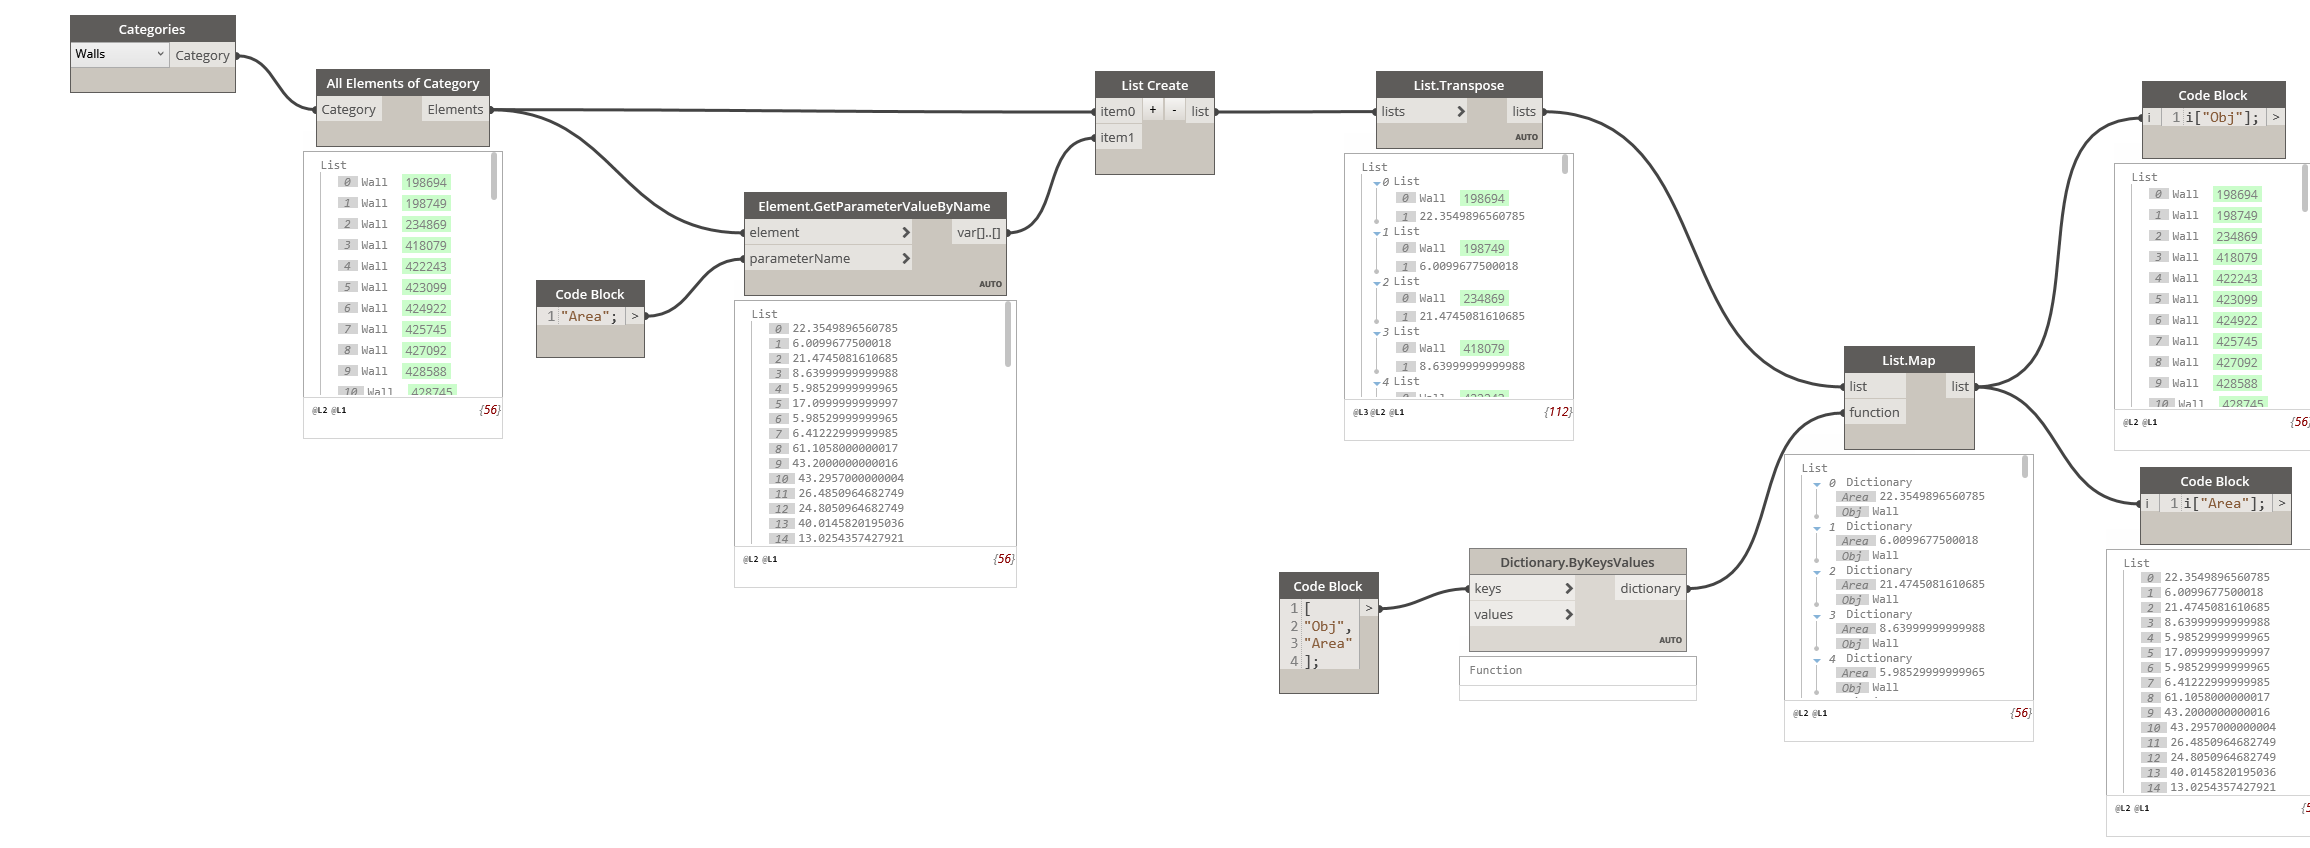 Categories
Walls
Category
All Elements of Category
Category
Elements
List
0 Wall 198694
1 Wall 198749
2 Wall 234869
3 Wall 418079
4 Wall 422243
5 Wall 423099
6 Wall 424922
7 Wall 425745
8 Wall 427092
9 Wall 428588
10 Wall 428745
@L2 @L1 {56}
Code Block
1 "Area"; >
Element.GetParameterValueByName
element > var[]..[]
parameterName >
AUTO
List
0 22.3549896560785
1 6.0099677500018
2 21.4745081610685
3 8.63999999999988
4 5.98529999999965
5 17.0999999999997
6 5.98529999999965
7 6.41222999999985
8 61.1058000000017
9 43.2000000000016
10 43.2957000000004
11 26.4850964682749
12 24.8050964682749
13 40.0145820195036
14 13.0254357427921
@L2 @L1 {56}
List Create
item0 + - list
item1
List.Transpose
lists > lists
AUTO
List
0 List
0 Wall 198694
1 22.3549896560785
1 List
0 Wall 198749
1 6.0099677500018
2 List
0 Wall 234869
1 21.4745081610685
3 List
0 Wall 418079
1 8.63999999999988
4 List
@L3 @L2 @L1 {112}
Code Block
1 [ >
2 "Obj",
3 "Area"
4 ];
Dictionary.ByKeysValues
keys > dictionary
values >
AUTO
Function
List.Map
list list
function
List
0 Dictionary
Area 22.3549896560785
Obj Wall
1 Dictionary
Area 6.0099677500018
Obj Wall
2 Dictionary
Area 21.4745081610685
Obj Wall
3 Dictionary
Area 8.63999999999988
Obj Wall
4 Dictionary
Area 5.98529999999965
Obj Wall
@L2 @L1 {56}
Code Block
i 1 i["Obj"]; >
List
0 Wall 198694
1 Wall 198749
2 Wall 234869
3 Wall 418079
4 Wall 422243
5 Wall 423099
6 Wall 424922
7 Wall 425745
8 Wall 427092
9 Wall 428588
10 Wall 428745
@L2 @L1 {56}
Code Block
i 1 i["Area"]; >
List
0 22.3549896560785
1 6.0099677500018
2 21.4745081610685
3 8.63999999999988
4 5.98529999999965
5 17.0999999999997
6 5.98529999999965
7 6.41222999999985
8 61.1058000000017
9 43.2000000000016
10 43.2957000000004
11 26.4850964682749
12 24.8050964682749
13 40.0145820195036
14 13.0254357427921
@L2 @L1